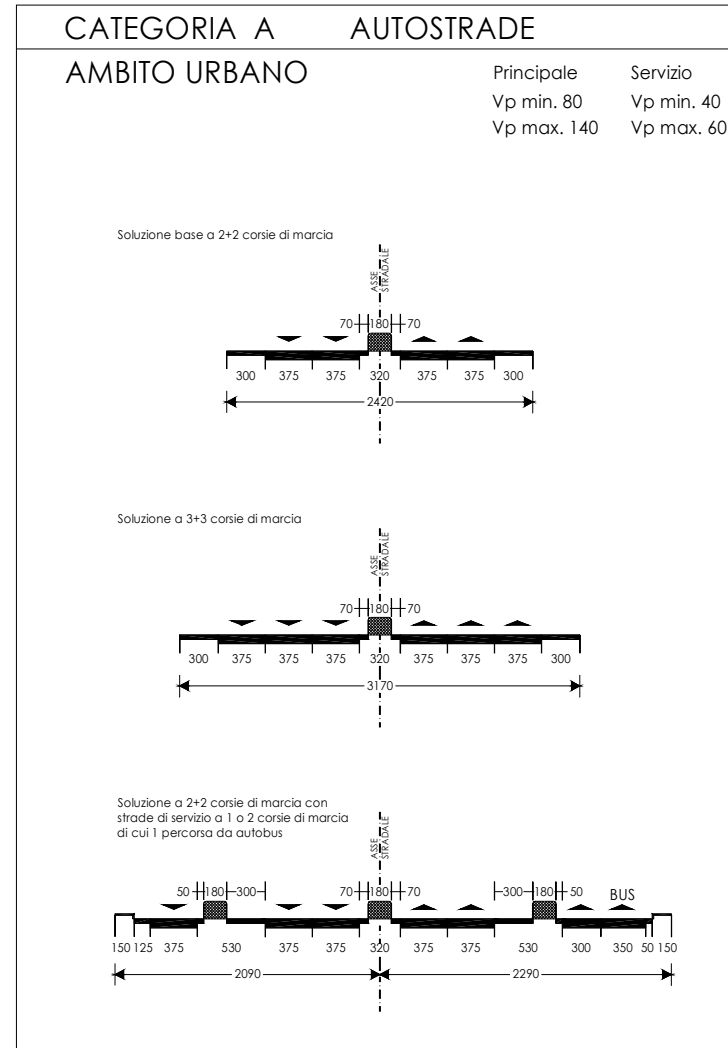 CATEGORIA A AUTOSTRADE
AMBITO URBANO
Principale Servizio
Vp min. 80 Vp min. 40
Vp max. 140 Vp max. 60
Soluzione base a 2+2 corsie di marcia
ASSE
STRADALE
70 180 70
300 375 375 320 375 375 300
2420
Soluzione a 3+3 corsie di marcia
ASSE
STRADALE
70 180 70
300 375 375 375 320 375 375 375 300
3170
Soluzione a 2+2 corsie di marcia con
strade di servizio a 1 o 2 corsie di marcia
di cui 1 percorsa da autobus
ASSE
STRADALE
50 180 300 70 180 70 300 180 50 BUS
150 125 375 530 375 375 320 375 375 530 300 350 50 150
2090 2290